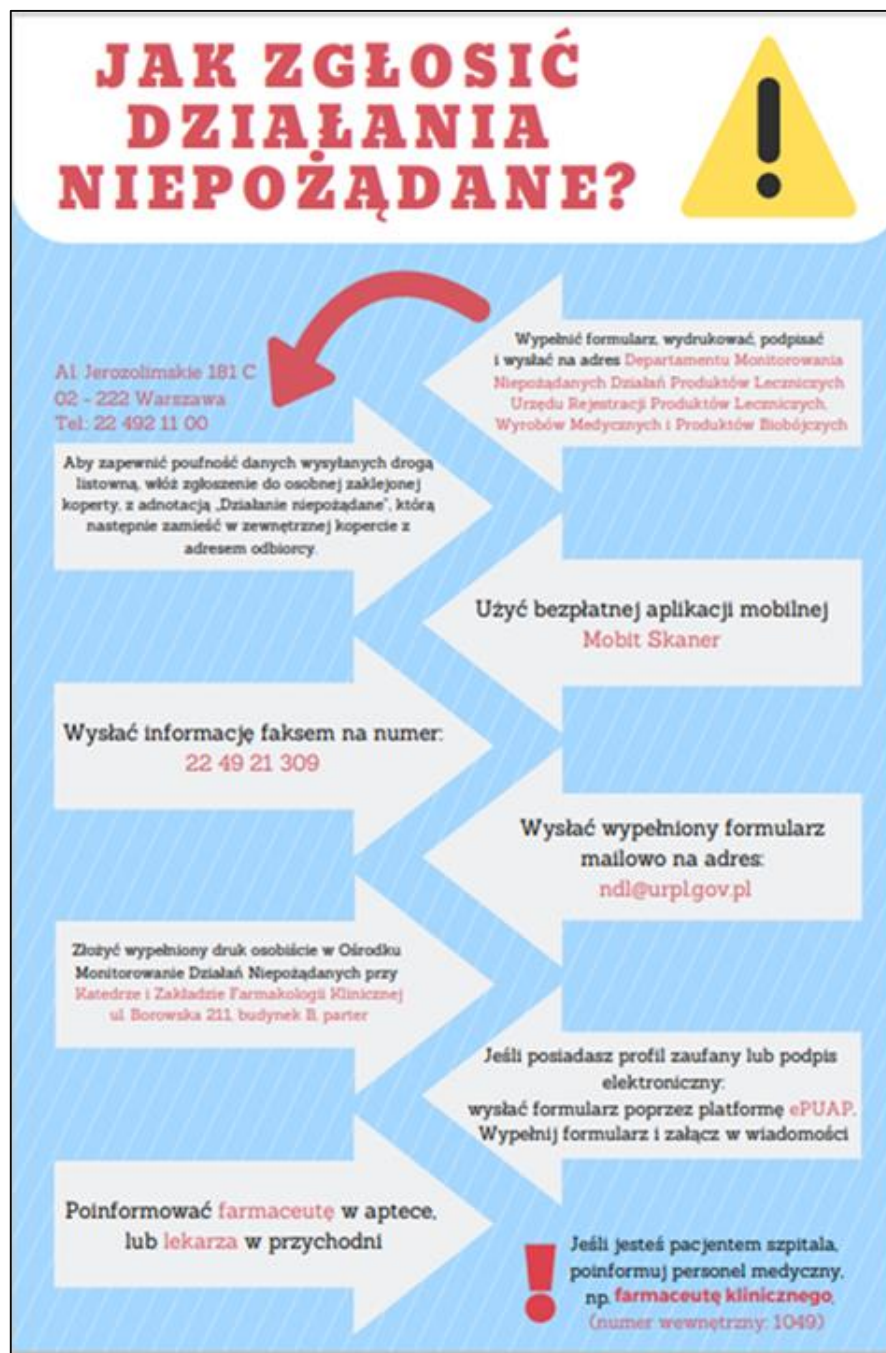 JAK ZGŁOSIĆ
DZIAŁANIA
NIEPOŻĄDANE?
Wypełnić formularz, wydrukować, podpisać
i wysłać na adres Departamentu Monitorowania
Niepożądanych Działań Produktów Leczniczych
Urzędu Rejestracji Produktów Leczniczych,
Wyrobów Medycznych i Produktów Biobójczych
Al. Jerozolimskie 181 C
02 - 222 Warszawa
Tel.: 22 492 11 00
Aby zapewnić poufność danych wysyłanych drogą
listowną, włóż zgłoszenie do osobnej zaklejonej
koperty, z adnotacją „Działanie niepożądane”, którą
następnie zamieść w zewnętrznej kopercie z
adresem odbiorcy.
Użyć bezpłatnej aplikacji mobilnej
Mobit Skaner
Wysłać informację faksem na numer:
22 49 21 309
Wysłać wypełniony formularz
mailowo na adres:
ndl@urpl.gov.pl
Złożyć wypełniony druk osobiście w Ośrodku
Monitorowanie Działań Niepożądanych przy
Katedrze i Zakładzie Farmakologii Klinicznej
ul. Borowska 211, budynek B, parter
Jeśli posiadasz profil zaufany lub podpis
elektroniczny:
wysłać formularz poprzez platformę ePUAP.
Wypełnij formularz i załącz w wiadomości
Poinformować farmaceutę w aptece,
lub lekarza w przychodni
Jeśli jesteś pacjentem szpitala,
poinformuj personel medyczny,
np. farmaceutę klinicznego,
(numer wewnętrzny: 1049)